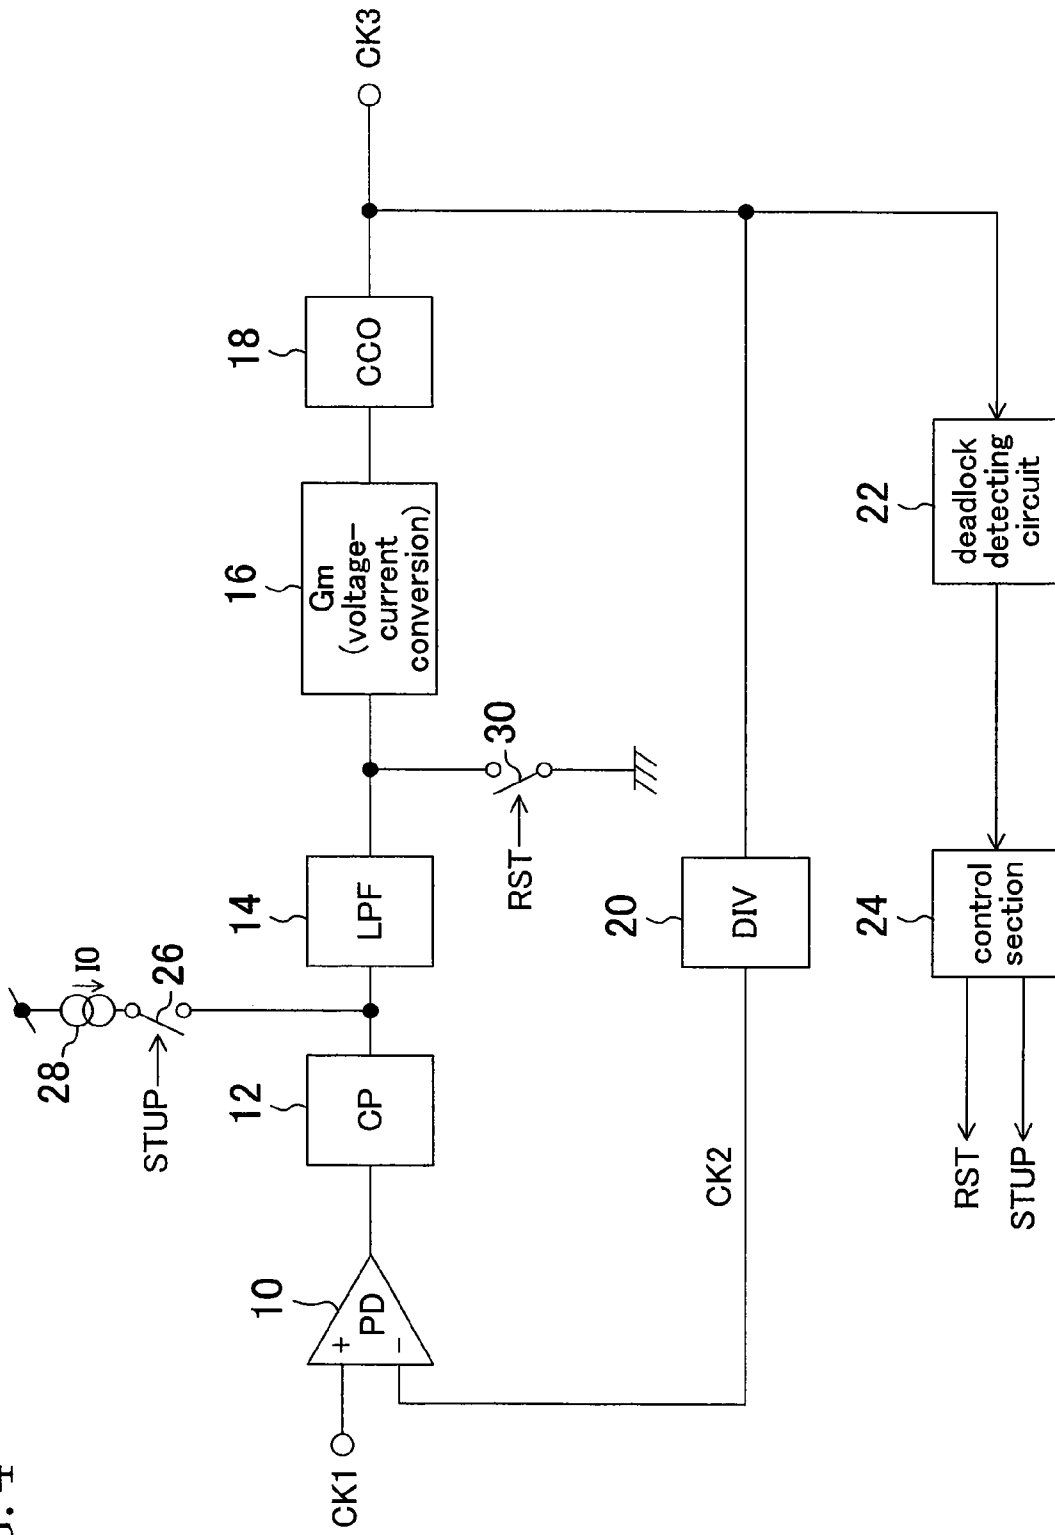 28
I0
26
STUP
CK1
10
PD
+
−
12
CP
14
LPF
16
Gm
(voltage-
current
conversion)
18
CCO
CK3
RST
30
CK2
20
DIV
RST
STUP
24
control
section
22
deadlock
detecting
circuit